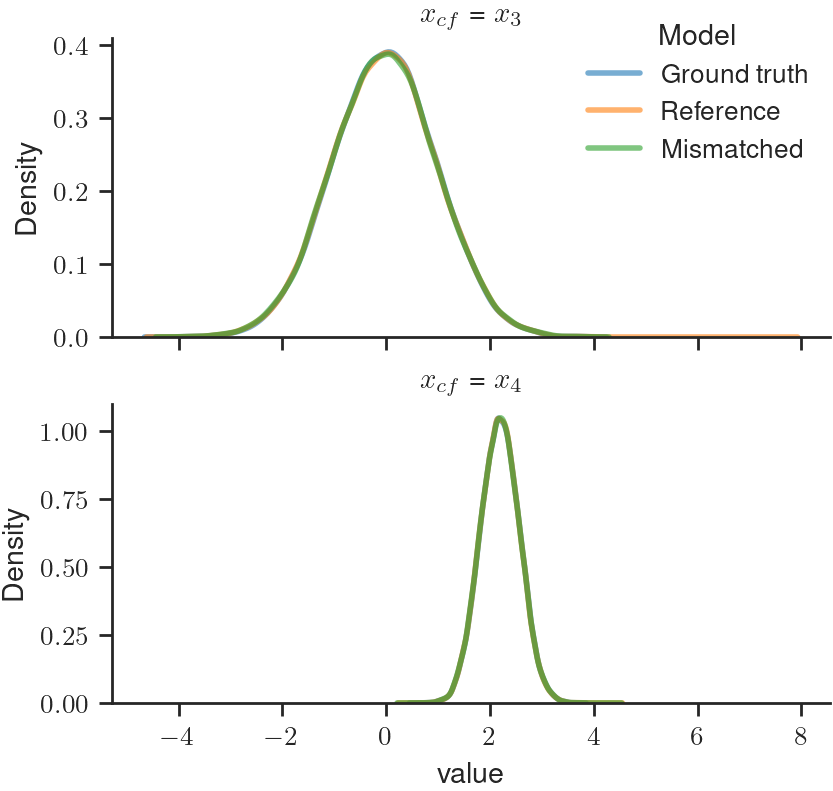 x_cf = x_3
Model
Ground truth
Reference
Mismatched
0.4
0.3
0.2
0.1
0.0
Density
x_cf = x_4
1.00
0.75
0.50
0.25
0.00
Density
−4 −2 0 2 4 6 8
value